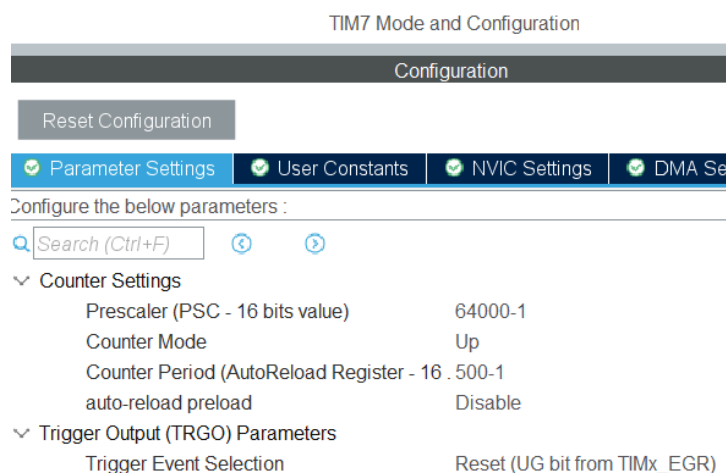 TIM7 Mode and Configuration
Configuration
Reset Configuration
Parameter Settings User Constants NVIC Settings DMA Se
Configure the below parameters :
Search (Ctrl+F)
Counter Settings
Prescaler (PSC - 16 bits value) 64000-1
Counter Mode Up
Counter Period (AutoReload Register - 16 . 500-1
auto-reload preload Disable
Trigger Output (TRGO) Parameters
Trigger Event Selection Reset (UG bit from TIMx_EGR)